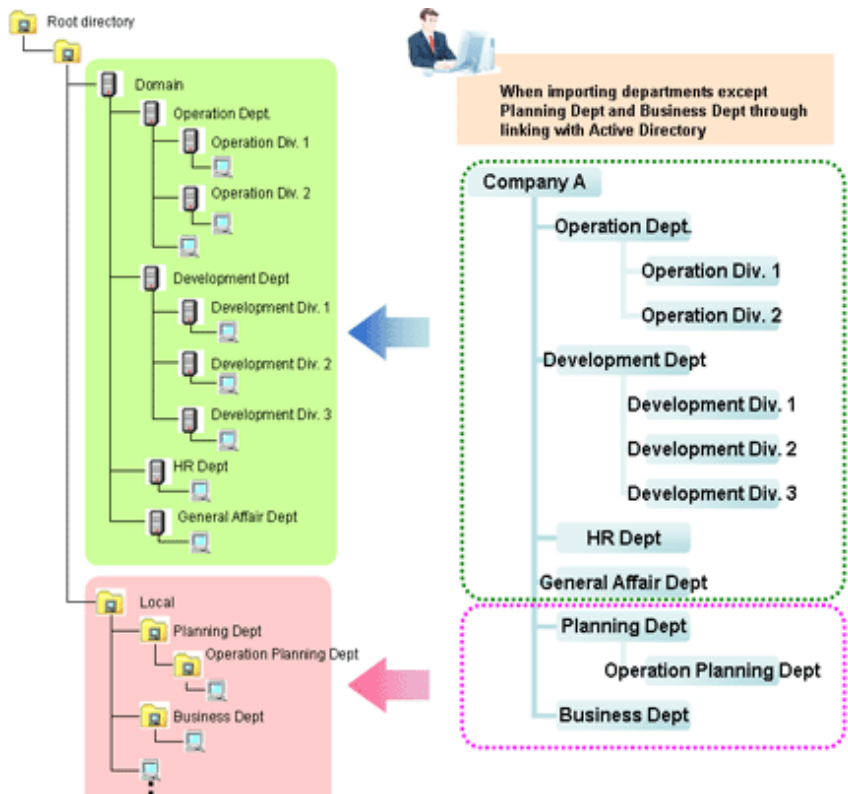 Root directory
Domain
Operation Dept.
Operation Div. 1
Operation Div. 2
Development Dept
Development Div. 1
Development Div. 2
Development Div. 3
HR Dept
General Affair Dept
Local
Planning Dept
Operation Planning Dept
Business Dept
When importing departments except
Planning Dept and Business Dept through
linking with Active Directory
Company A
Operation Dept.
Operation Div. 1
Operation Div. 2
Development Dept
Development Div. 1
Development Div. 2
Development Div. 3
HR Dept
General Affair Dept
Planning Dept
Operation Planning Dept
Business Dept